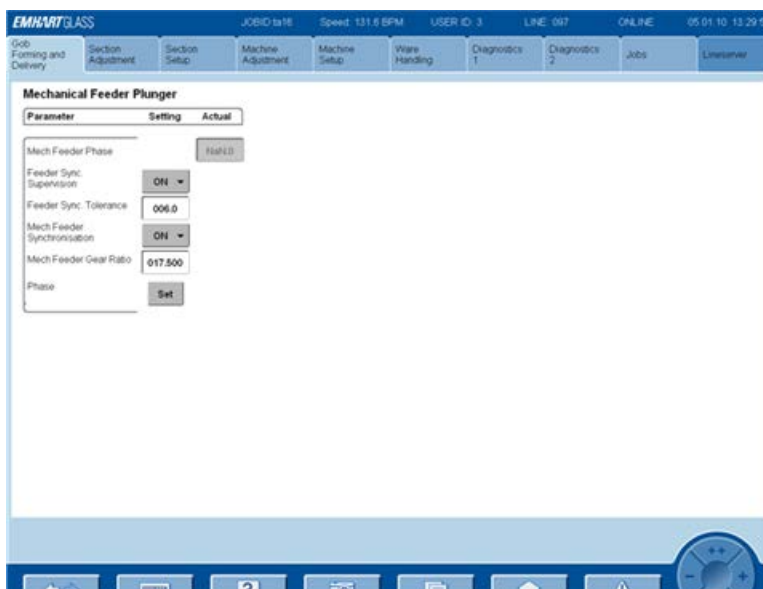 EMHART GLASS JOBID ta16 Speed: 131.6 BPM USER ID: 3 LINE: 097 ONLINE 05.01.10 13:29:5
Gob Forming and Delivery
Section Adjustment
Section Setup
Machine Adjustment
Machine Setup
Ware Handling
Diagnostics 1
Diagnostics 2
Jobs
Lineserver
Mechanical Feeder Plunger
Parameter Setting Actual
Mech Feeder Phase NaN.0
Feeder Sync. Supervision ON
Feeder Sync. Tolerance 006.0
Mech Feeder Synchronisation ON
Mech Feeder Gear Ratio 017.500
Phase Set
++
- +